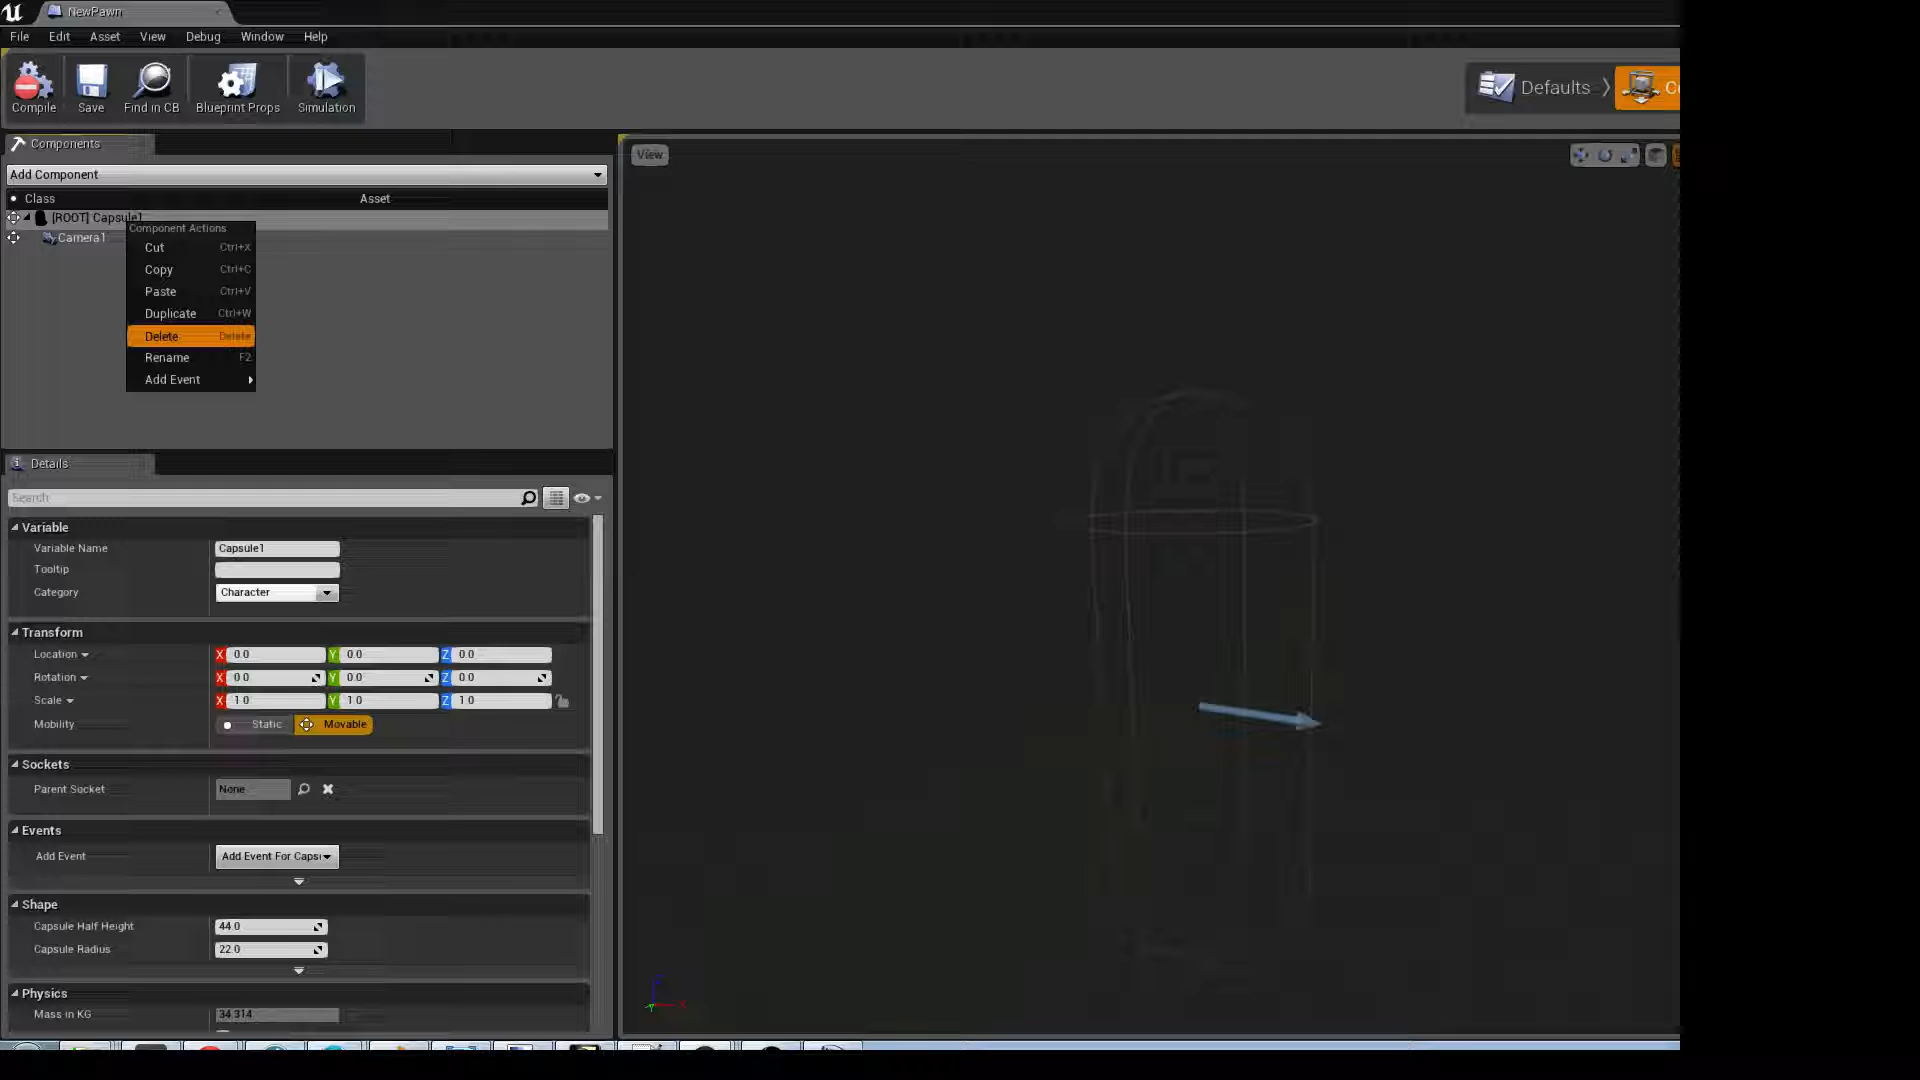 NewPawn
File Edit Asset View Debug Window Help
Compile Save Find in CB Blueprint Props Simulation
Defaults
Components
Add Component
Class Asset
[ROOT] Capsule1
Camera1
Component Actions
Cut Ctrl+X
Copy Ctrl+C
Paste Ctrl+V
Duplicate Ctrl+W
Delete Delete
Rename F2
Add Event
View
Details
Search
Variable
Variable Name Capsule1
Tooltip
Category Character
Transform
Location X 0.0 Y 0.0 Z 0.0
Rotation X 0.0 Y 0.0 Z 0.0
Scale X 1.0 Y 1.0 Z 1.0
Mobility Static Movable
Sockets
Parent Socket None
Events
Add Event Add Event For Capsu
Shape
Capsule Half Height 44.0
Capsule Radius 22.0
Physics
Mass in KG 34.314
X